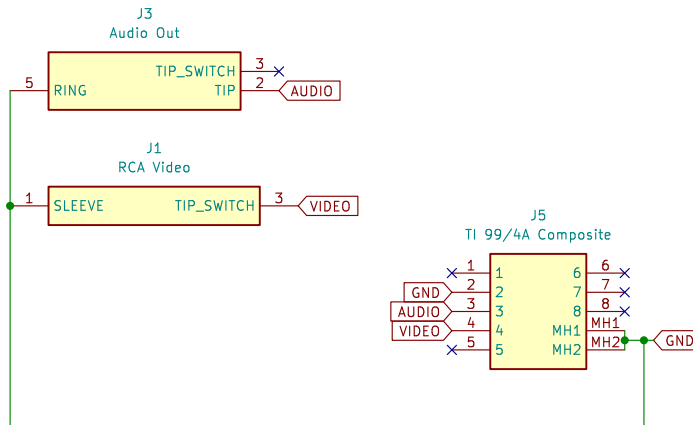 J3
Audio Out
TIP_SWITCH 3
5 RING TIP 2 AUDIO
J1
RCA Video
1 SLEEVE TIP_SWITCH 3 VIDEO
J5
TI 99/4A Composite
1 1 6 6
GND 2 2 7 7
AUDIO 3 3 8 8
VIDEO 4 4 MH1 MH1
5 5 MH2 MH2 GND